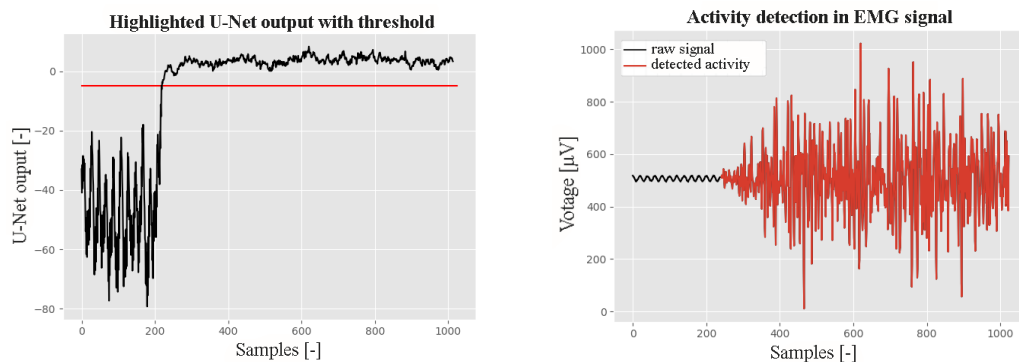 Highlighted U-Net output with threshold
U-Net ouput [-]
0
−20
−40
−60
−80
0 200 400 600 800 1000
Samples [-]
Activity detection in EMG signal
raw signal
detected activity
Votage [µV]
1000
800
600
400
200
0
0 200 400 600 800 1000
Samples [-]